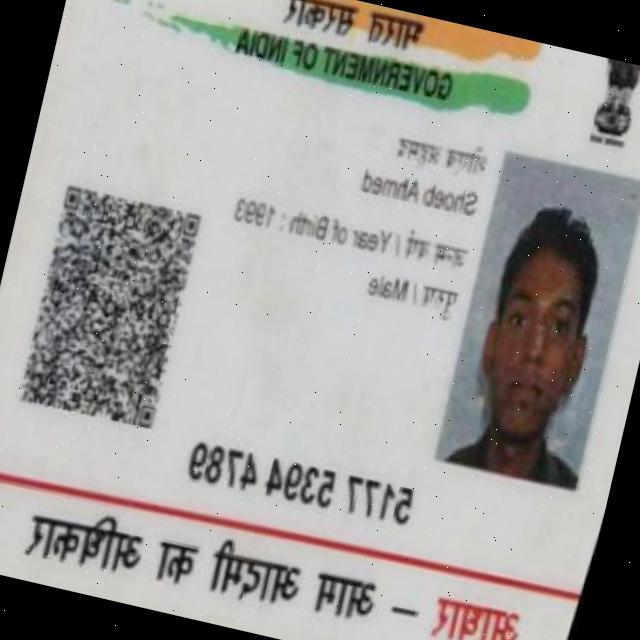 भारत सरकार
GOVERNMENT OF INDIA
शोएब अहमद
Shoeb Ahmed
जन्म वर्ष / Year of Birth : 1993
पुरुष / Male
5177 5394 4789
आधार – आम आदमी का अधिकार